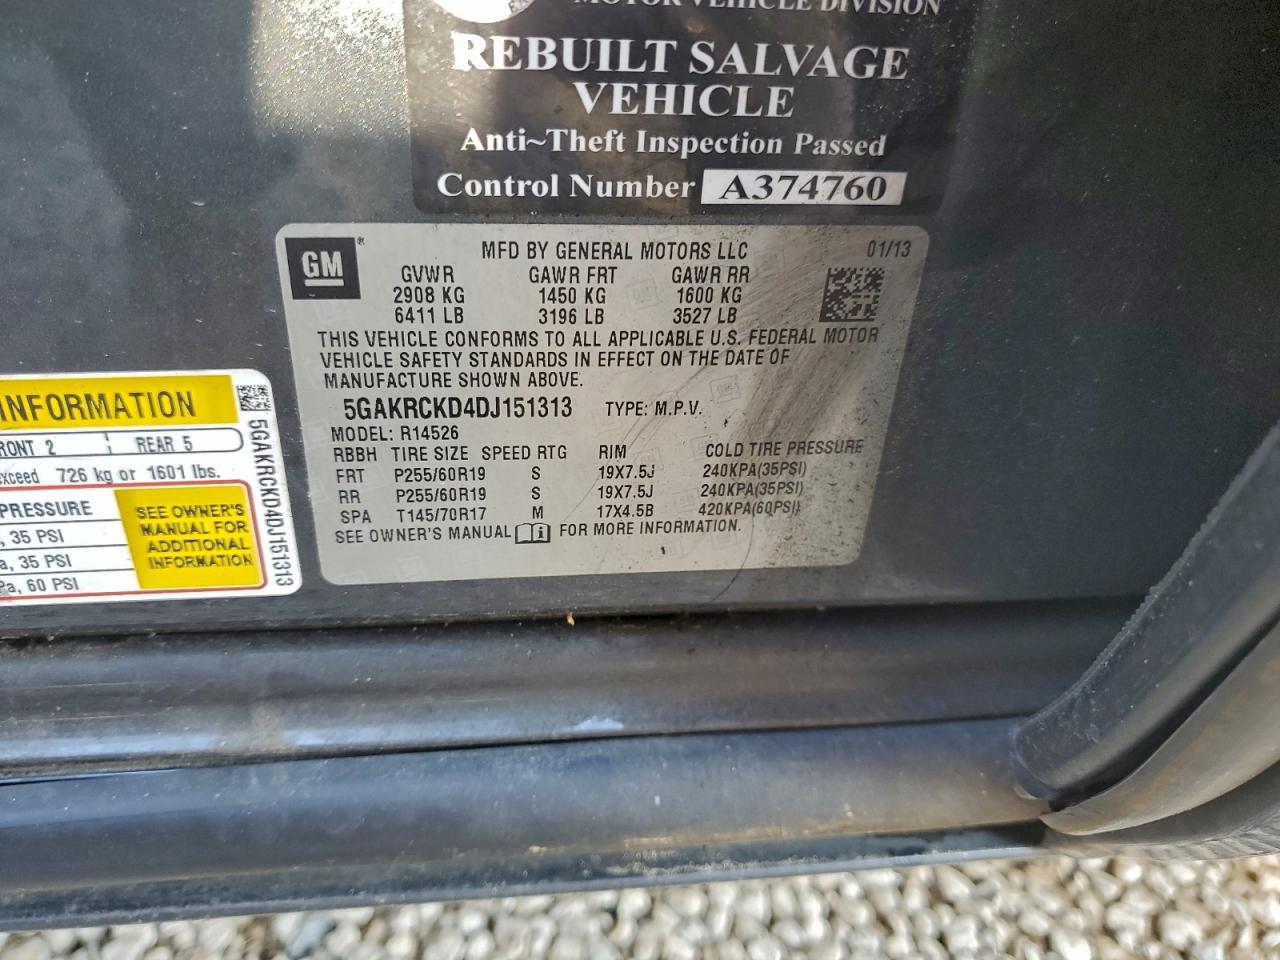 MOTOR VEHICLE DIVISION
REBUILT SALVAGE
VEHICLE
Anti~Theft Inspection Passed
Control Number A374760
GM
MFD BY GENERAL MOTORS LLC 01/13
GVWR GAWR FRT GAWR RR
2908 KG 1450 KG 1600 KG
6411 LB 3196 LB 3527 LB
THIS VEHICLE CONFORMS TO ALL APPLICABLE U.S. FEDERAL MOTOR
VEHICLE SAFETY STANDARDS IN EFFECT ON THE DATE OF
MANUFACTURE SHOWN ABOVE.
5GAKRCKD4DJ151313 TYPE: M.P.V.
MODEL: R14526
RBBH TIRE SIZE SPEED RTG RIM COLD TIRE PRESSURE
FRT P255/60R19 S 19X7.5J 240KPA(35PSI)
RR P255/60R19 S 19X7.5J 240KPA(35PSI)
SPA T145/70R17 M 17X4.5B 420KPA(60PSI)
SEE OWNER'S MANUAL i FOR MORE INFORMATION.
INFORMATION
RONT 2 REAR 5
xceed 726 kg or 1601 lbs.
PRESSURE
, 35 PSI
a, 35 PSI
Pa, 60 PSI
SEE OWNER'S
MANUAL FOR
ADDITIONAL
INFORMATION
5GAKRCKD4DJ151313